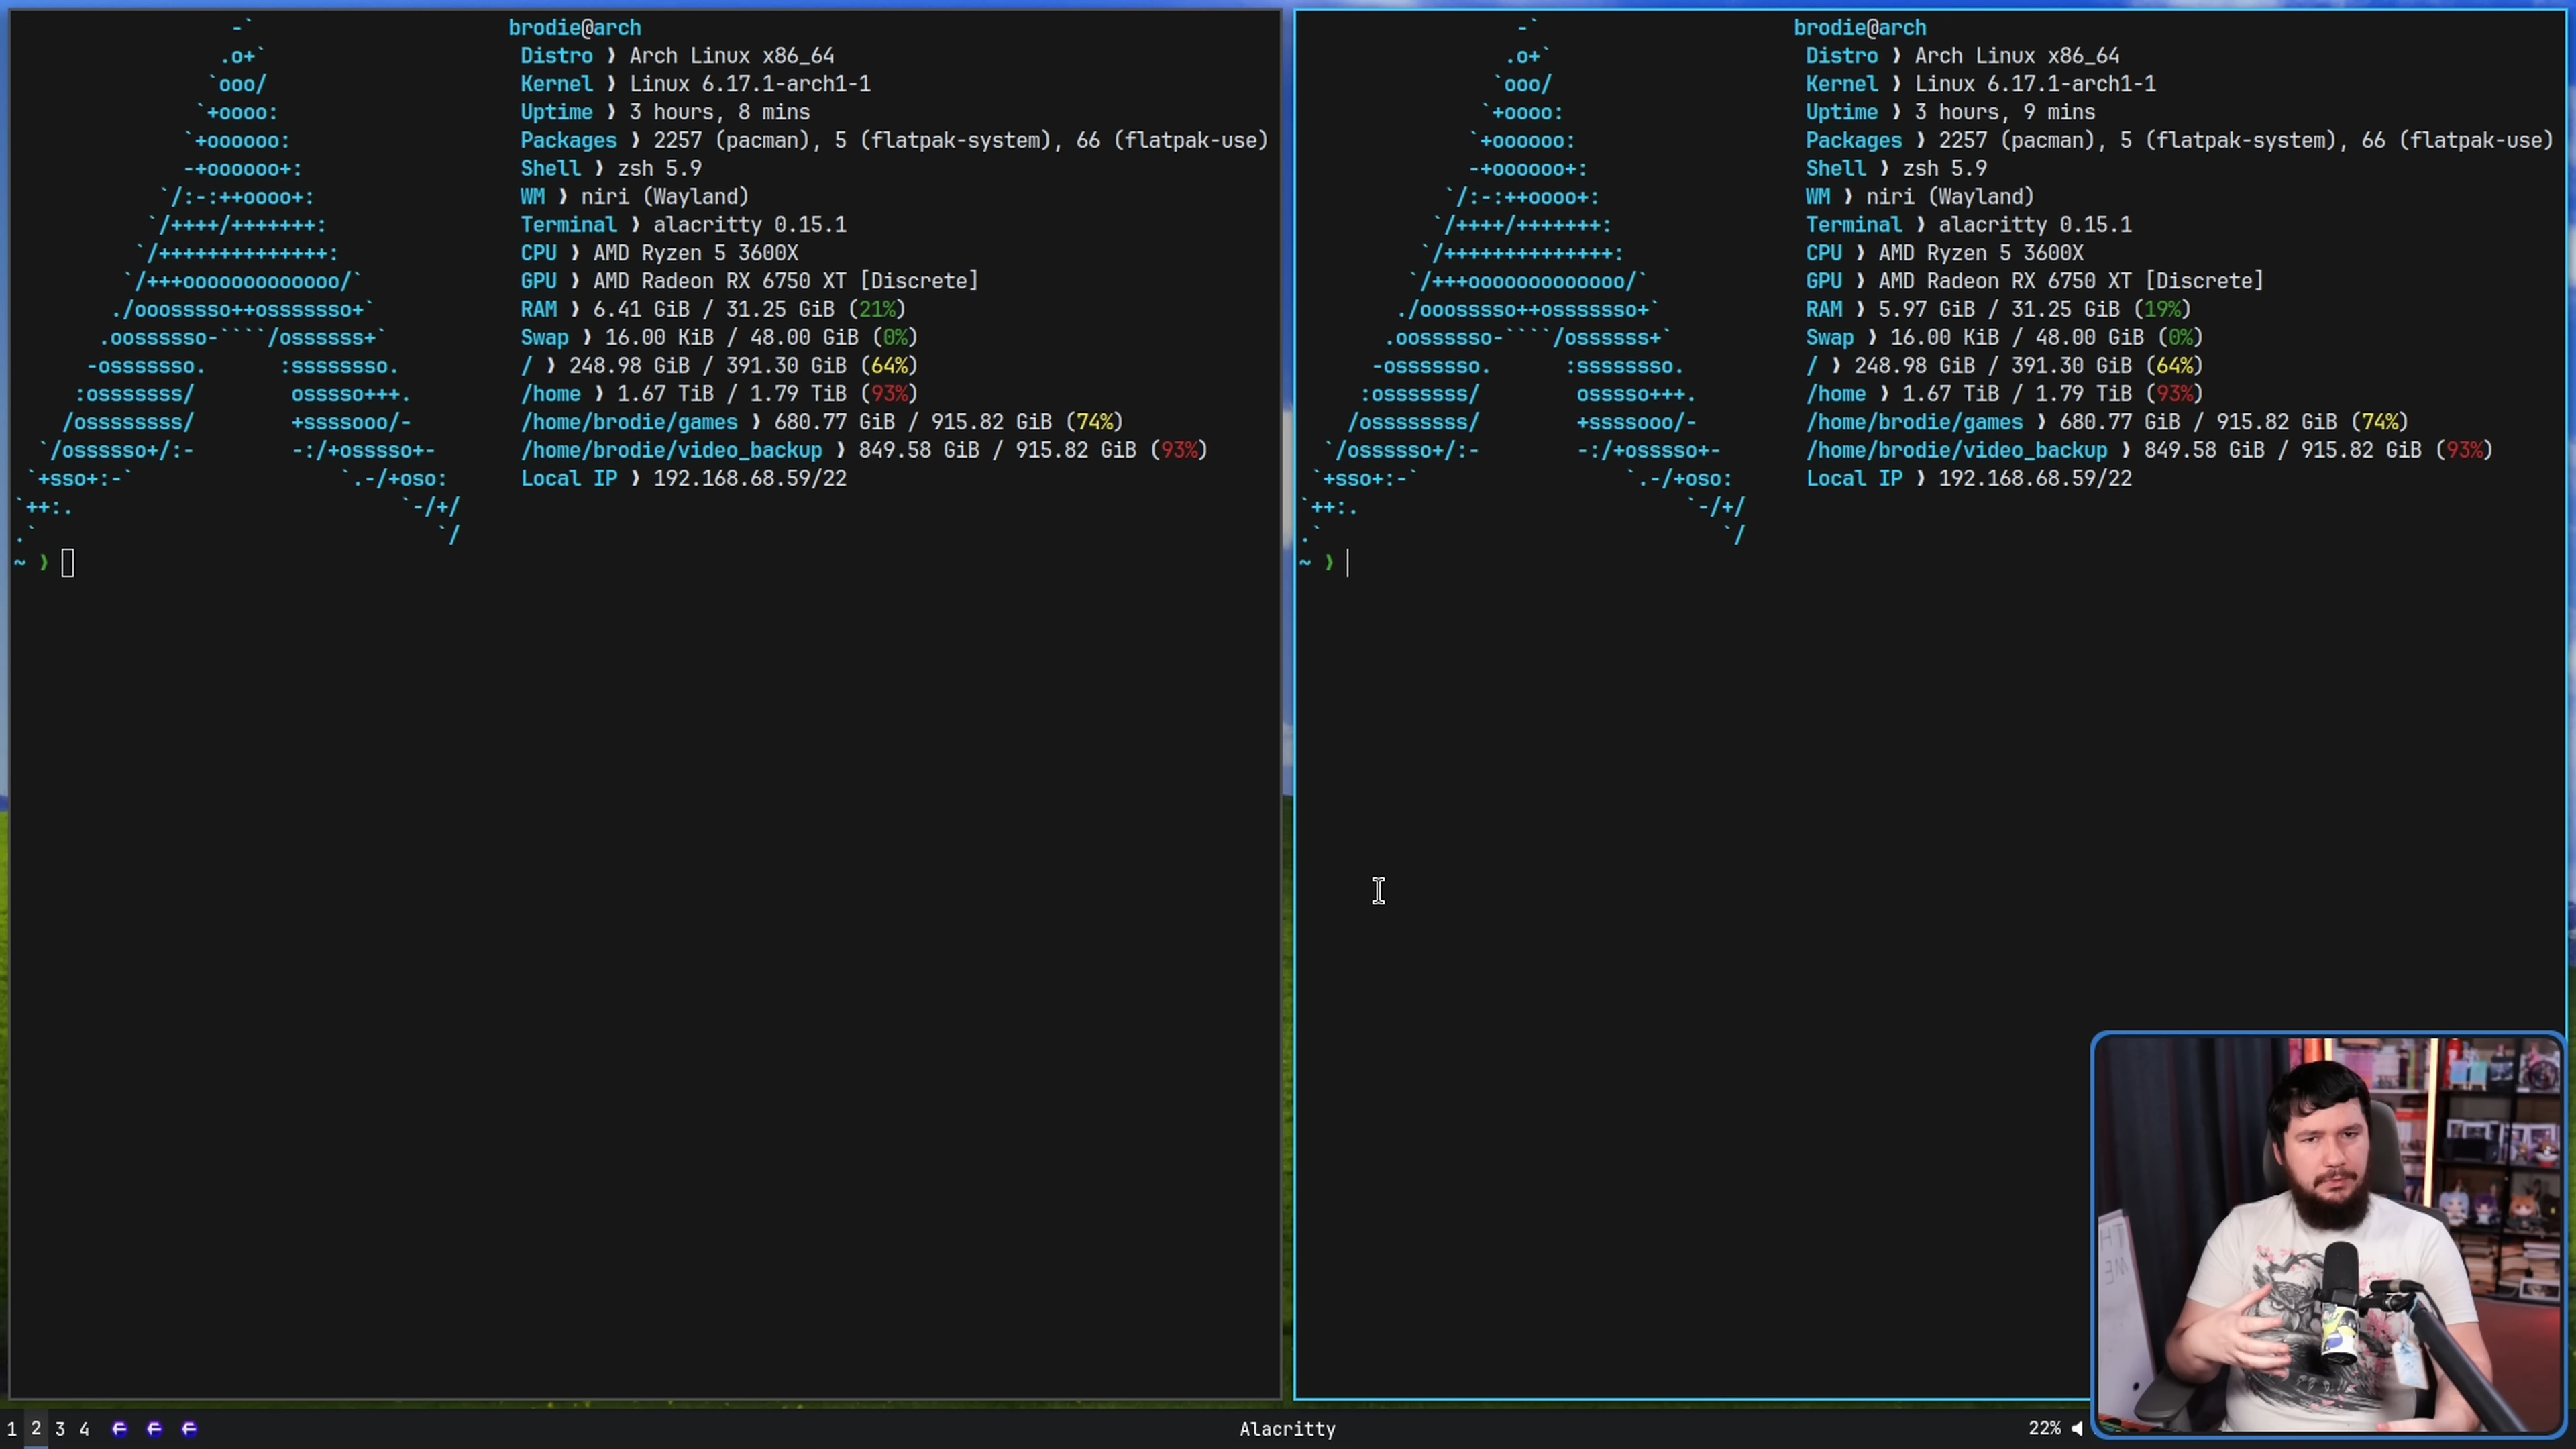 brodie@arch
Distro ❯ Arch Linux x86_64
Kernel ❯ Linux 6.17.1-arch1-1
Uptime ❯ 3 hours, 8 mins
Packages ❯ 2257 (pacman), 5 (flatpak-system), 66 (flatpak-use)
Shell ❯ zsh 5.9
WM ❯ niri (Wayland)
Terminal ❯ alacritty 0.15.1
CPU ❯ AMD Ryzen 5 3600X
GPU ❯ AMD Radeon RX 6750 XT [Discrete]
RAM ❯ 6.41 GiB / 31.25 GiB (21%)
Swap ❯ 16.00 KiB / 48.00 GiB (0%)
/ ❯ 248.98 GiB / 391.30 GiB (64%)
/home ❯ 1.67 TiB / 1.79 TiB (93%)
/home/brodie/games ❯ 680.77 GiB / 915.82 GiB (74%)
/home/brodie/video_backup ❯ 849.58 GiB / 915.82 GiB (93%)
Local IP ❯ 192.168.68.59/22
~ ❯
brodie@arch
Distro ❯ Arch Linux x86_64
Kernel ❯ Linux 6.17.1-arch1-1
Uptime ❯ 3 hours, 9 mins
Packages ❯ 2257 (pacman), 5 (flatpak-system), 66 (flatpak-use)
Shell ❯ zsh 5.9
WM ❯ niri (Wayland)
Terminal ❯ alacritty 0.15.1
CPU ❯ AMD Ryzen 5 3600X
GPU ❯ AMD Radeon RX 6750 XT [Discrete]
RAM ❯ 5.97 GiB / 31.25 GiB (19%)
Swap ❯ 16.00 KiB / 48.00 GiB (0%)
/ ❯ 248.98 GiB / 391.30 GiB (64%)
/home ❯ 1.67 TiB / 1.79 TiB (93%)
/home/brodie/games ❯ 680.77 GiB / 915.82 GiB (74%)
/home/brodie/video_backup ❯ 849.58 GiB / 915.82 GiB (93%)
Local IP ❯ 192.168.68.59/22
~ ❯
1 2 3 4
Alacritty
22%